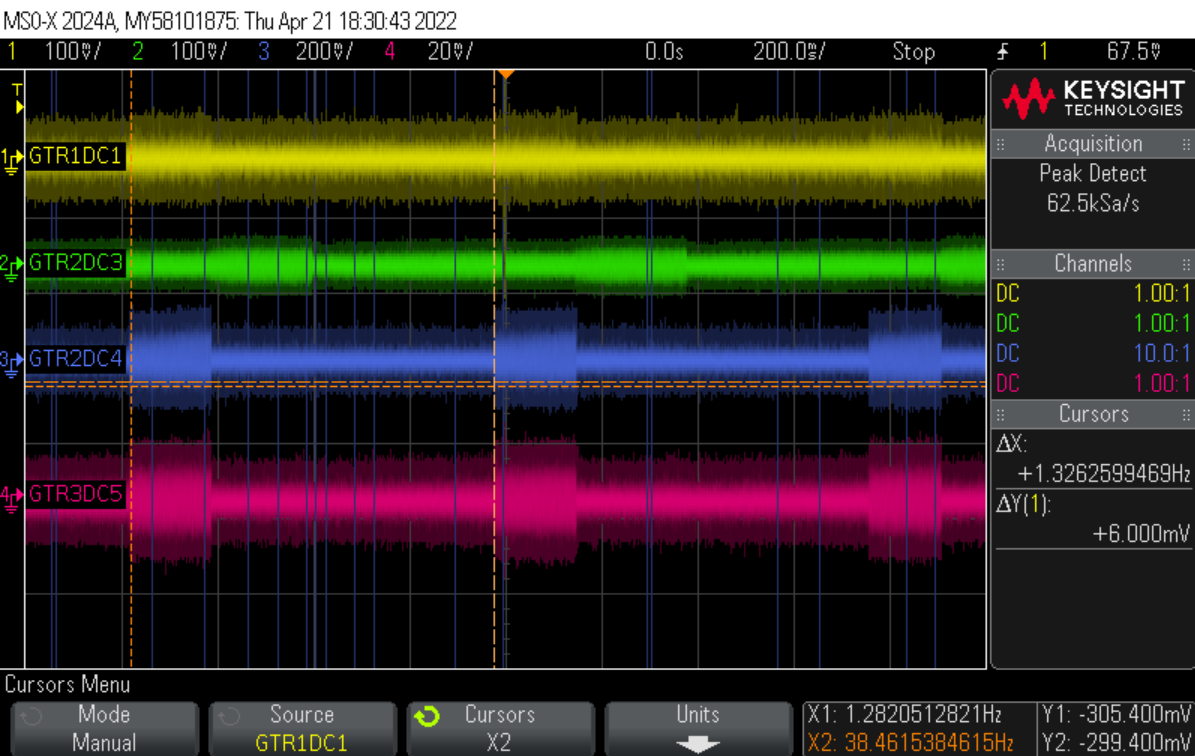 MSO-X 2024A, MY58101875: Thu Apr 21 18:30:43 2022
1 100mV/ 2 100mV/ 3 200mV/ 4 20mV/ 0.0s 200.0ms/ Stop 1 67.5mV
T
KEYSIGHT
TECHNOLOGIES
Acquisition
Peak Detect
62.5kSa/s
1 GTR1DC1
2 GTR2DC3
3 GTR2DC4
4 GTR3DC5
Channels
DC 1.00:1
DC 1.00:1
DC 10.0:1
DC 1.00:1
Cursors
ΔX:
+1.3262599469Hz
ΔY(1):
+6.000mV
Cursors Menu
Mode
Manual
Source
GTR1DC1
Cursors
X2
Units
X1: 1.2820512821Hz
X2: 38.4615384615Hz
Y1: -305.400mV
Y2: -299.400mV